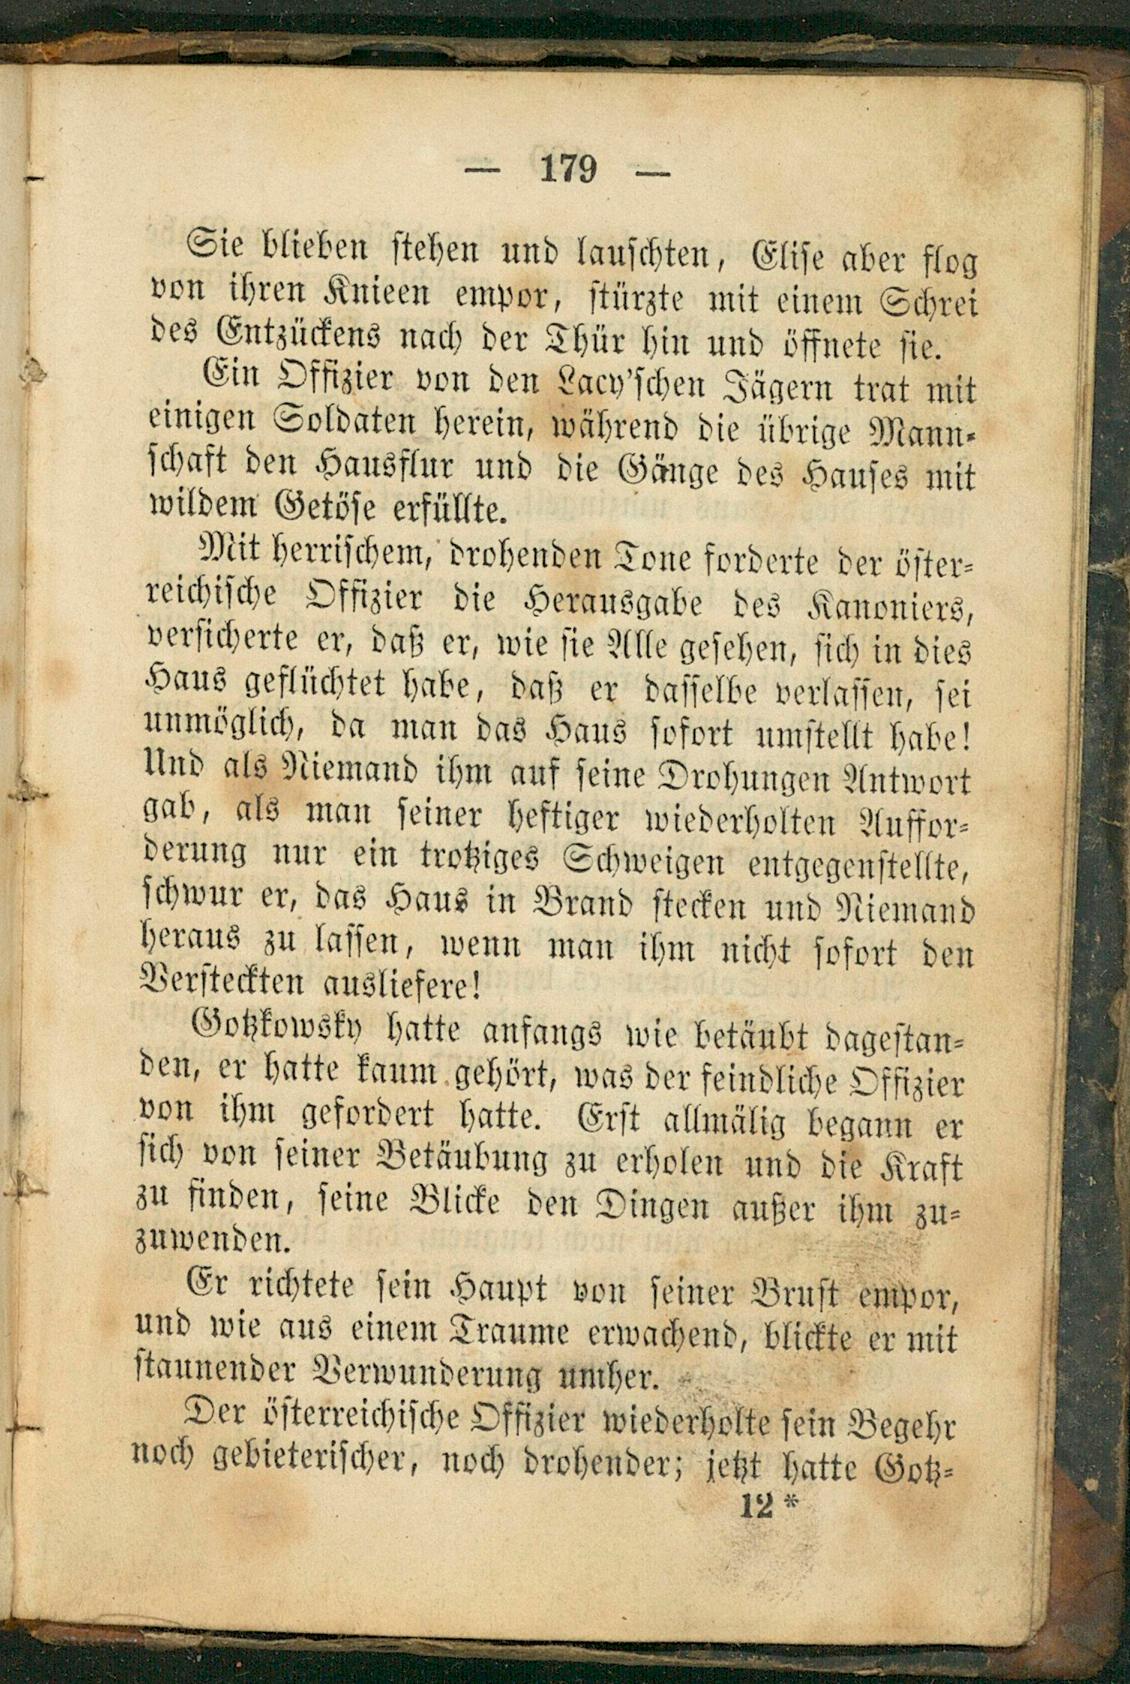 — 179 —
Sie blieben stehen und lauschten, Elise aber flog
von ihren Knieen empor, stürzte mit einem Schrei
des Entzückens nach der Thür hin und öffnete sie.
Ein Offizier von den Lacy'schen Jägern trat mit
einigen Soldaten herein, während die übrige Mann-
schaft den Hausflur und die Gänge des Hauses mit
wildem Getöse erfüllte.
Mit herrischem, drohenden Tone forderte der öster-
reichische Offizier die Herausgabe des Kanoniers,
versicherte er, daß er, wie sie Alle gesehen, sich in dies
Haus geflüchtet habe, daß er dasselbe verlassen, sei
unmöglich, da man das Haus sofort umstellt habe!
Und als Niemand ihm auf seine Drohungen Antwort
gab, als man seiner heftiger wiederholten Auffor-
derung nur ein trotziges Schweigen entgegenstellte,
schwur er, das Haus in Brand stecken und Niemand
heraus zu lassen, wenn man ihm nicht sofort den
Versteckten ausliefere!
Gotzkowsky hatte anfangs wie betäubt dagestan-
den, er hatte kaum gehört, was der feindliche Offizier
von ihm gefordert hatte. Erst allmälig begann er
sich von seiner Betäubung zu erholen und die Kraft
zu finden, seine Blicke den Dingen außer ihm zu-
zuwenden.
Er richtete sein Haupt von seiner Brust empor,
und wie aus einem Traume erwachend, blickte er mit
staunender Verwunderung umher.
Der österreichische Offizier wiederholte sein Begehr
noch gebieterischer, noch drohender; jetzt hatte Gotz-
12*